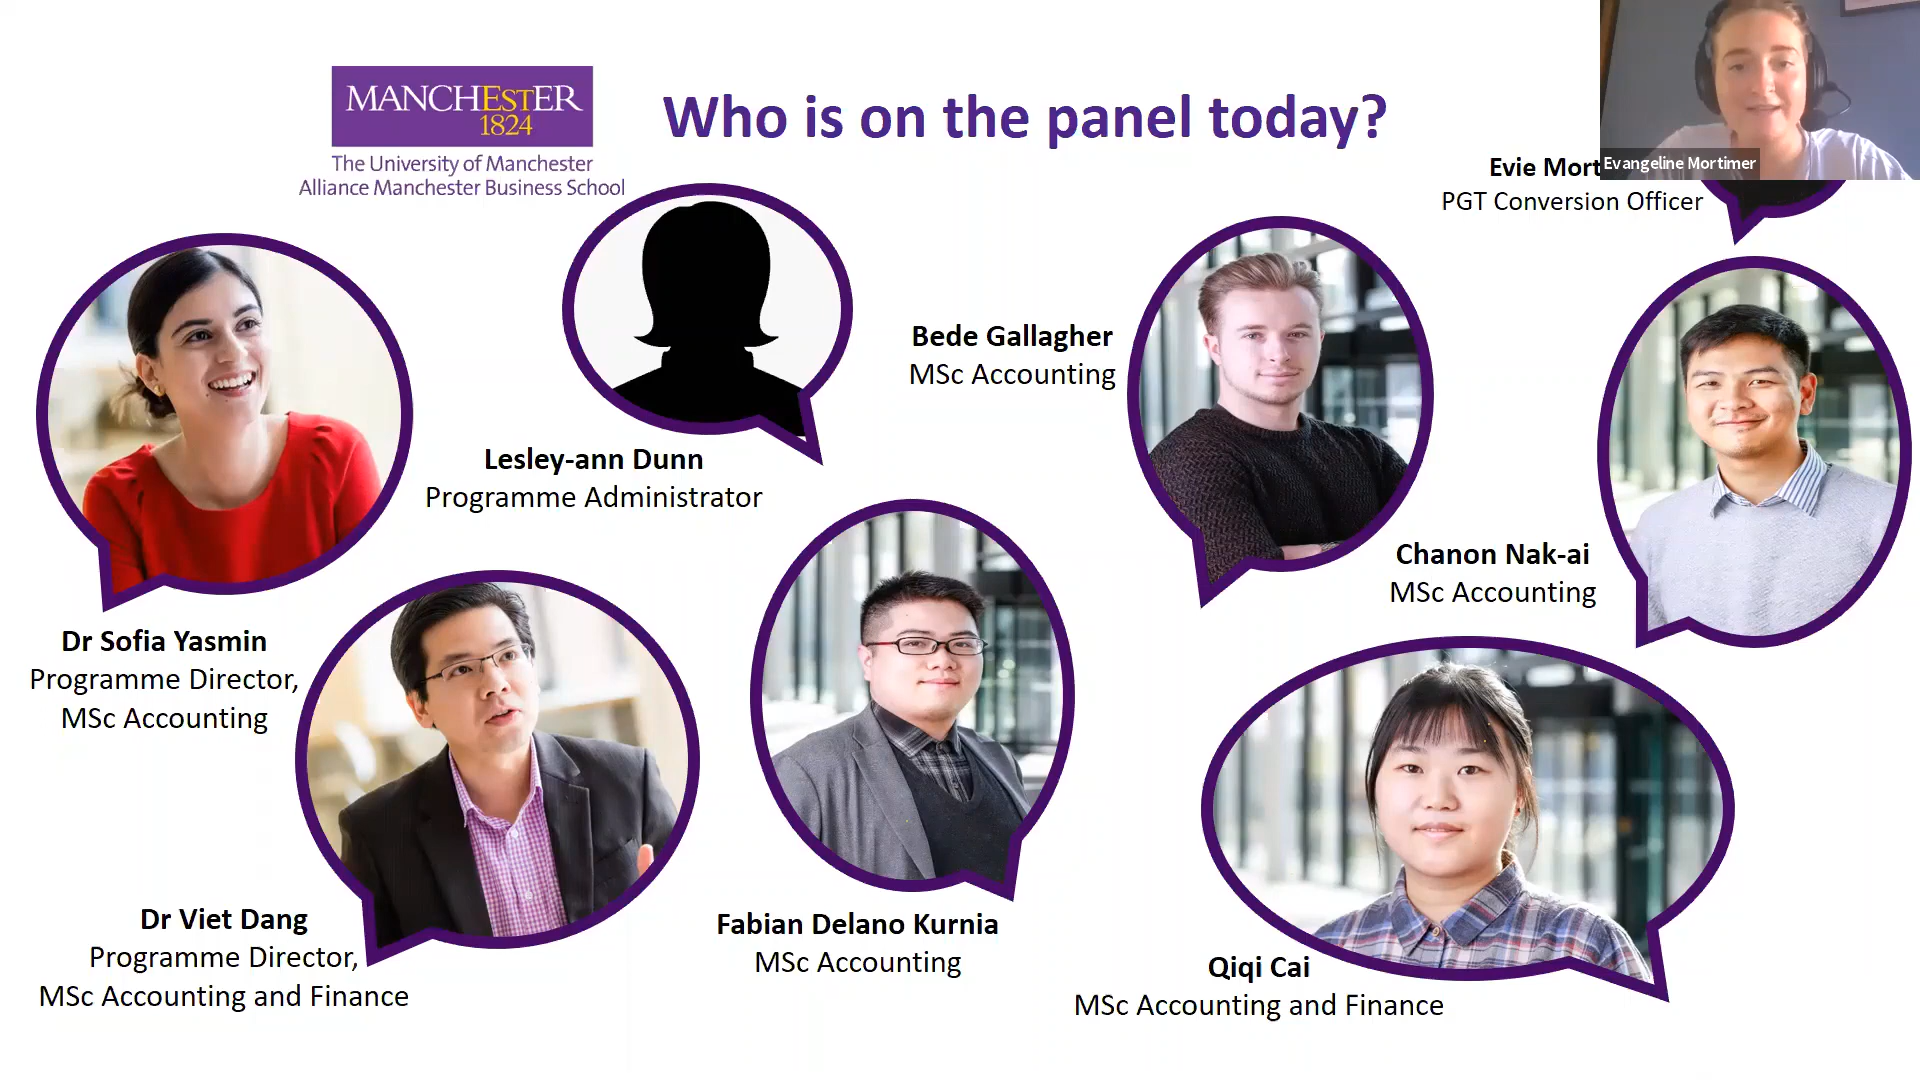 MANCHESTER
1824
The University of Manchester
Alliance Manchester Business School
Who is on the panel today?
Evie Mort
Evangeline Mortimer
PGT Conversion Officer
Bede Gallagher
MSc Accounting
Lesley-ann Dunn
Programme Administrator
Chanon Nak-ai
MSc Accounting
Dr Sofia Yasmin
Programme Director,
MSc Accounting
Dr Viet Dang
Programme Director,
MSc Accounting and Finance
Fabian Delano Kurnia
MSc Accounting
Qiqi Cai
MSc Accounting and Finance